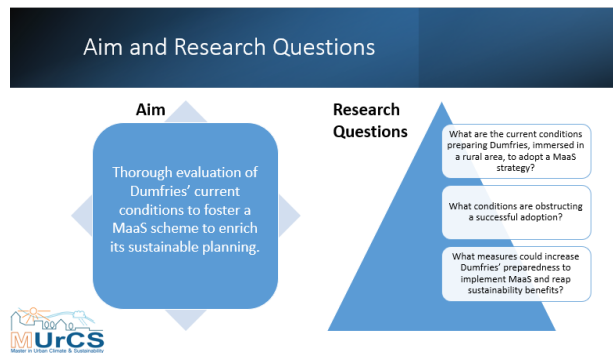 Aim and Research Questions
Aim
Thorough evaluation of
Dumfries’ current
conditions to foster a
MaaS scheme to enrich
its sustainable planning.
Research
Questions
What are the current conditions
preparing Dumfries, immersed in
a rural area, to adopt a MaaS
strategy?
What conditions are obstructing
a successful adoption?
What measures could increase
Dumfries’ preparedness to
implement MaaS and reap
sustainability benefits?
MUrCS
Master in Urban Climate & Sustainability